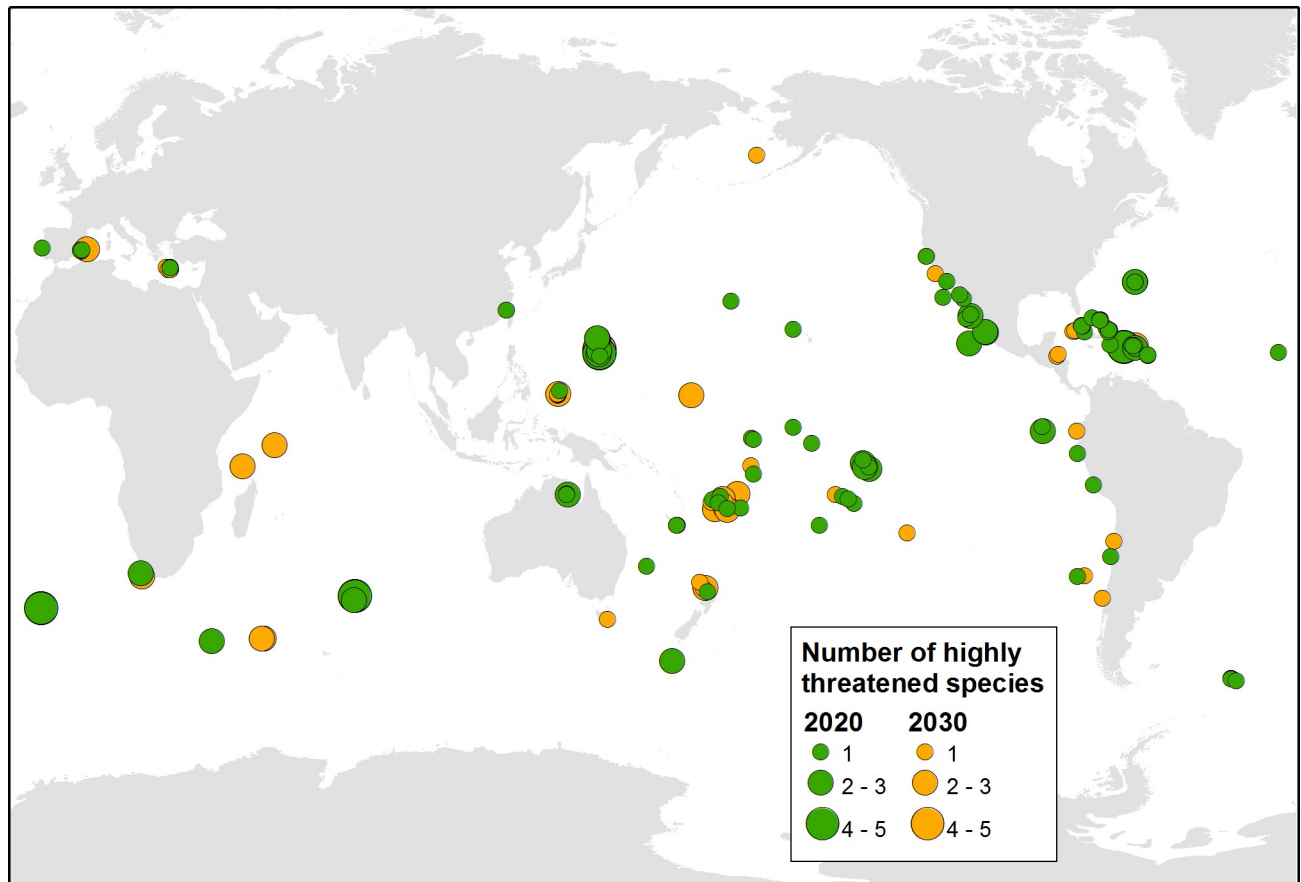 Number of highly
threatened species
2020 2030
1 1
2 - 3 2 - 3
4 - 5 4 - 5